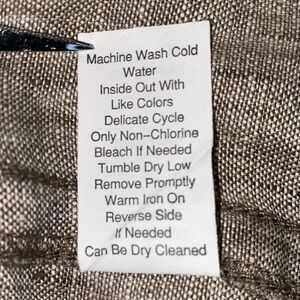 Machine Wash Cold
Water
Inside Out With
Like Colors
Delicate Cycle
Only Non-Chlorine
Bleach If Needed
Tumble Dry Low
Remove Promptly
Warm Iron On
Reverse Side
If Needed
Can Be Dry Cleaned